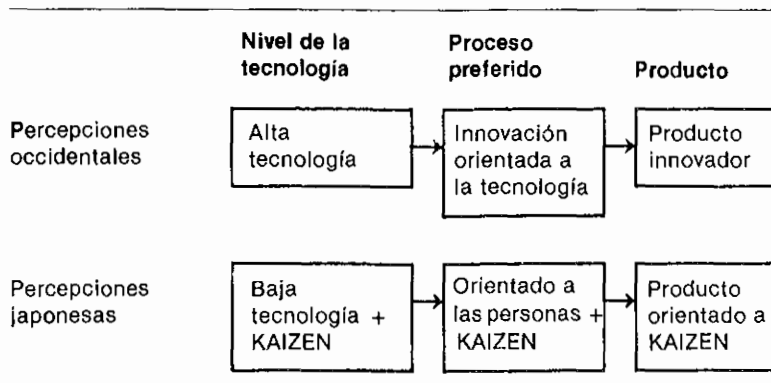 Nivel de la
tecnología
Proceso
preferido
Producto
Percepciones
occidentales
Alta
tecnología
Innovación
orientada a
la tecnología
Producto
innovador
Percepciones
japonesas
Baja
tecnología +
KAIZEN
Orientado a
las personas +
KAIZEN
Producto
orientado a
KAIZEN